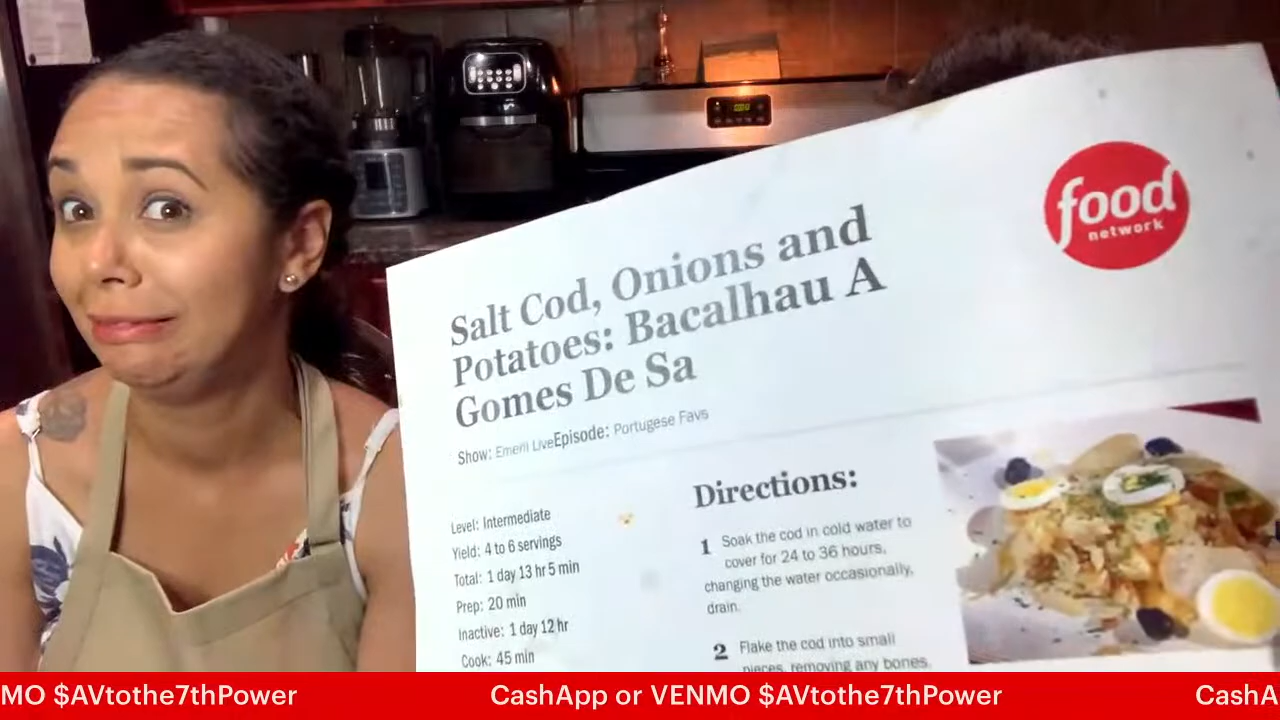 food
network
Salt Cod, Onions and
Potatoes: Bacalhau A
Gomes De Sa
Show: Emeril LiveEpisode: Portugese Favs
Level: Intermediate
Yield: 4 to 6 servings
Total: 1 day 13 hr 5 min
Prep: 20 min
Inactive: 1 day 12 hr
Cook: 45 min
Directions:
1 Soak the cod in cold water to
cover for 24 to 36 hours,
changing the water occasionally,
drain.
2 Flake the cod into small
pieces, removing any bones.
MO $AVtothe7thPower CashApp or VENMO $AVtothe7thPower CashA